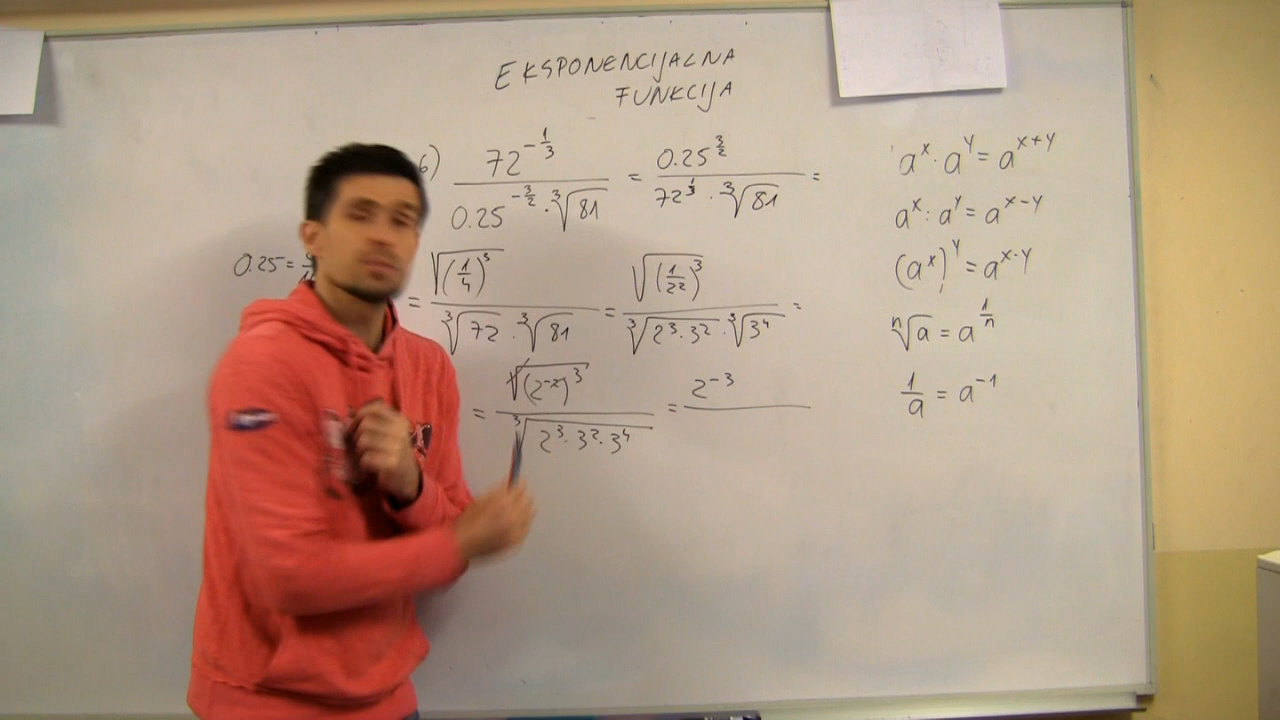 EKSPONENCIJALNA
FUNKCIJA
6) 72^{-1/3} / (0.25^{-3/2} · ∛81) = 0.25^{3/2} / (72^{1/3} · ∛81) =
0.25 =
= √(1/4)³ / (∛72 · ∛81) = √(1/2²)³ / (∛(2³·3²) · ∛3⁴) =
= √(2⁻²)³ / ∛(2³·3²·3⁴) = 2⁻³
a^x · a^y = a^{x+y}
a^x : a^y = a^{x-y}
(a^x)^y = a^{x·y}
ⁿ√a = a^{1/n}
1/a = a⁻¹